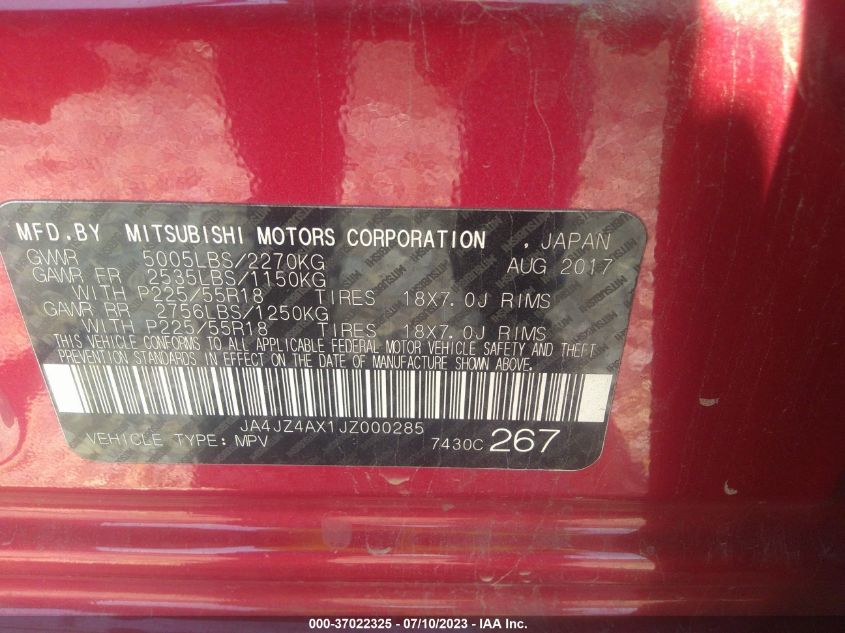 MFD.BY MITSUBISHI MOTORS CORPORATION , JAPAN
GVWR 5005LBS/2270KG AUG 2017
GAWR FR 2535LBS/1150KG
WITH P225/55R18 TIRES 18X7.0J RIMS
GAWR RR 2756LBS/1250KG
WITH P225/55R18 TIRES 18X7.0J RIMS
THIS VEHICLE CONFORMS TO ALL APPLICABLE FEDERAL MOTOR VEHICLE SAFETY AND THEFT
PREVENTION STANDARDS IN EFFECT ON THE DATE OF MANUFACTURE SHOWN ABOVE.
JA4JZ4AX1JZ000285
VEHICLE TYPE: MPV 7430C 267
000-37022325 - 07/10/2023 - IAA Inc.